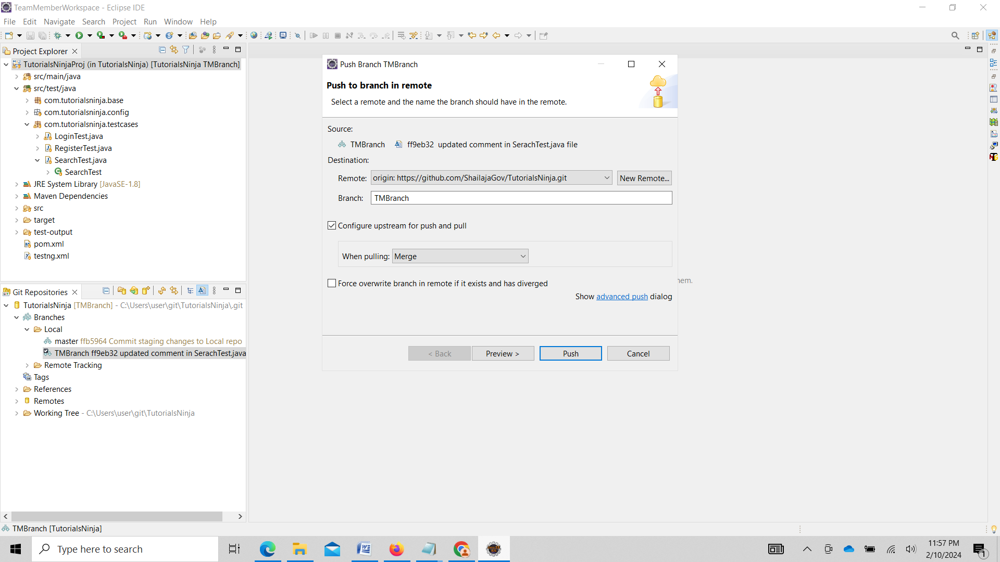 TeamMemberWorkspace - Eclipse IDE
File Edit Navigate Search Project Run Window Help
Project Explorer
TutorialsNinjaProj (in TutorialsNinja) [TutorialsNinja TMBranch]
src/main/java
src/test/java
com.tutorialsninja.base
com.tutorialsninja.config
com.tutorialsninja.testcases
LoginTest.java
RegisterTest.java
SearchTest.java
SearchTest
JRE System Library [JavaSE-1.8]
Maven Dependencies
src
target
test-output
pom.xml
testng.xml
Git Repositories
TutorialsNinja [TMBranch] - C:\Users\user\git\TutorialsNinja\.git
Branches
Local
master ffb5964 Commit staging changes to Local repo
TMBranch ff9eb32 updated comment in SerachTest.java
Remote Tracking
Tags
References
Remotes
Working Tree - C:\Users\user\git\TutorialsNinja
Push Branch TMBranch
Push to branch in remote
Select a remote and the name the branch should have in the remote.
Source:
TMBranch ff9eb32 updated comment in SerachTest.java file
Destination:
Remote: origin: https://github.com/ShailajaGov/TutorialsNinja.git New Remote...
Branch: TMBranch
Configure upstream for push and pull
When pulling: Merge
Force overwrite branch in remote if it exists and has diverged
hem.
Show advanced push dialog
< Back Preview > Push Cancel
TMBranch [TutorialsNinja]
Type here to search
11:57 PM
2/10/2024
1